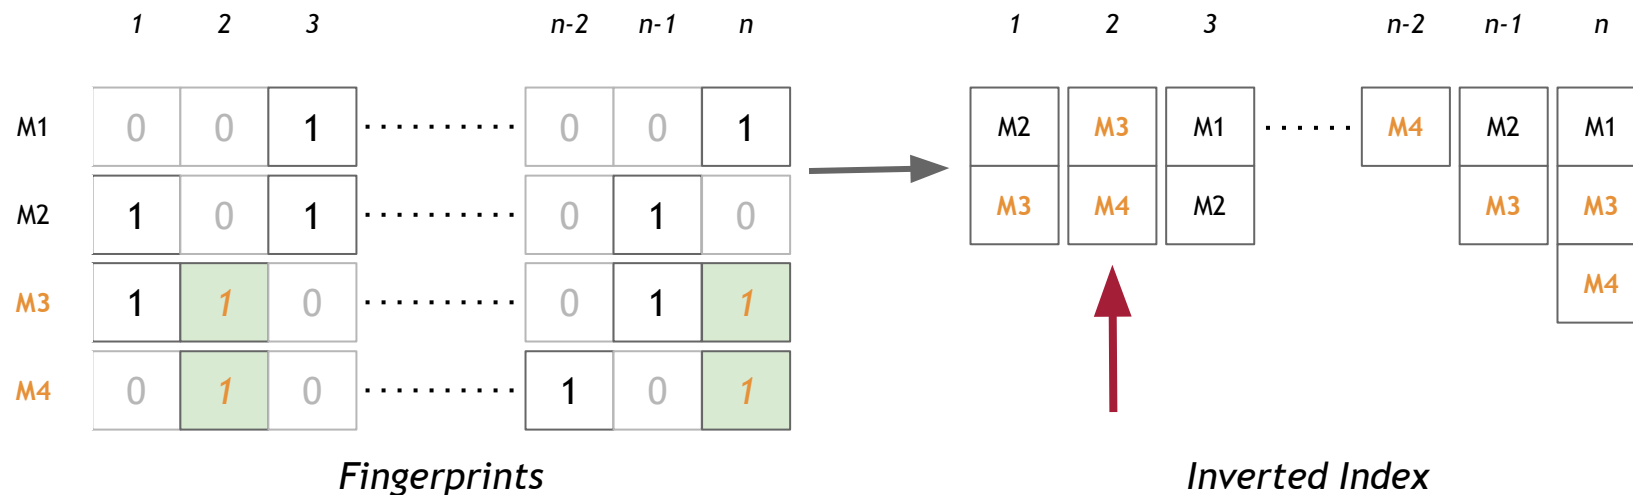 1 2 3 n-2 n-1 n 1 2 3 n-2 n-1 n
M1 0 0 1 .......... 0 0 1 M2 M3 M1 ...... M4 M2 M1
M2 1 0 1 .......... 0 1 0 M3 M4 M2 M3 M3
M3 1 1 0 .......... 0 1 1 M4
M4 0 1 0 .......... 1 0 1
Fingerprints Inverted Index